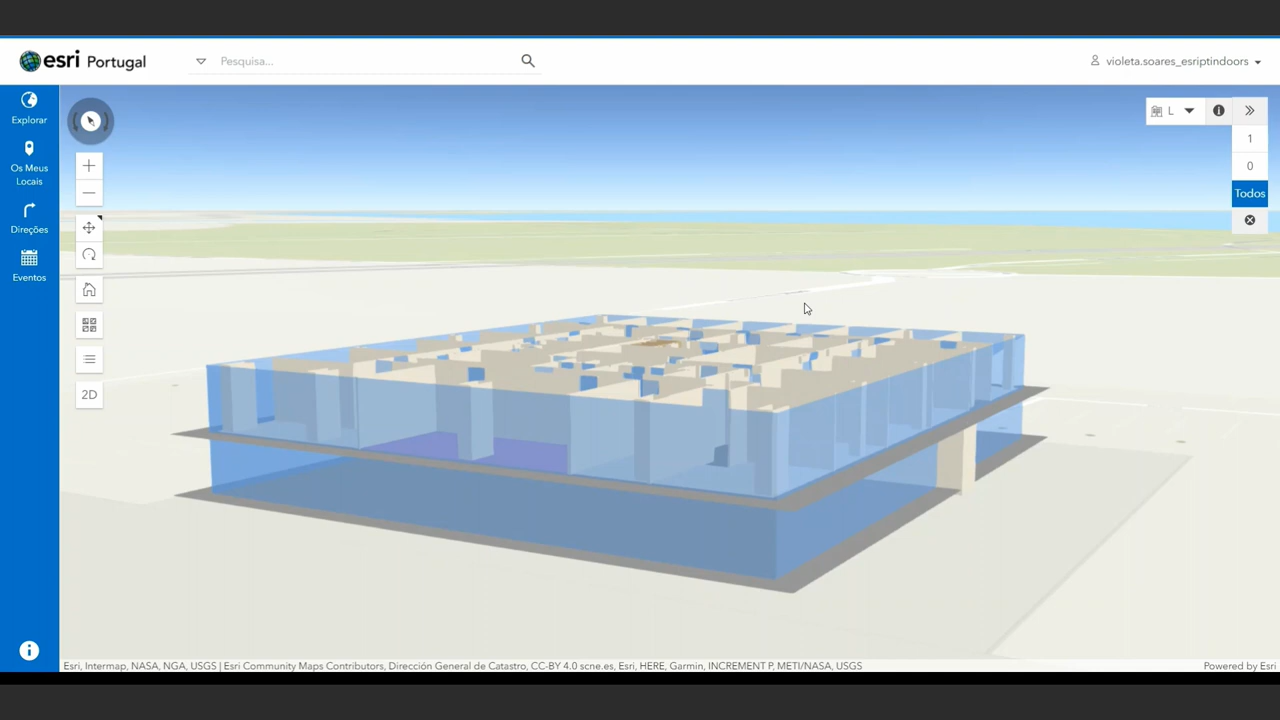 esri Portugal
Pesquisa...
violeta.soares_esriptindoors
Explorar
Os Meus
Locais
Direções
Eventos
2D
L
1
0
Todos
Esri, Intermap, NASA, NGA, USGS | Esri Community Maps Contributors, Dirección General de Catastro, CC-BY 4.0 scne.es, Esri, HERE, Garmin, INCREMENT P, METI/NASA, USGS
Powered by Esri